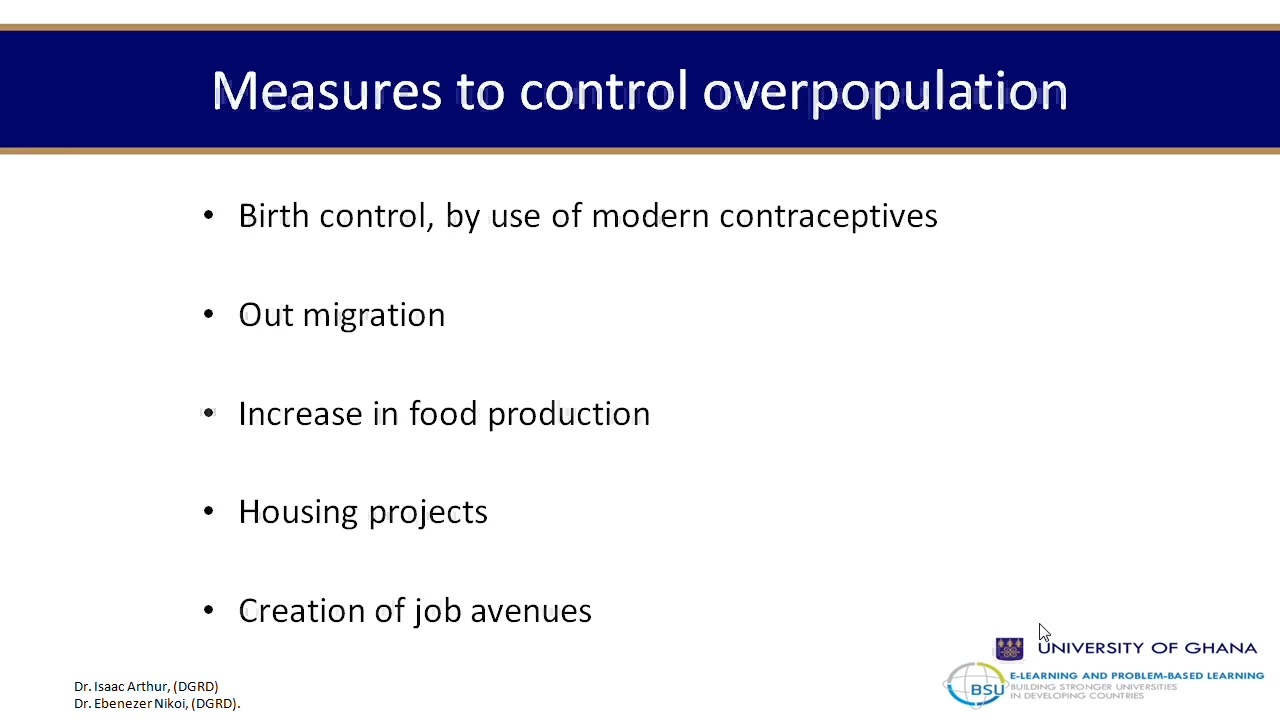 Measures to control overpopulation
• Birth control, by use of modern contraceptives
• Out migration
• Increase in food production
• Housing projects
• Creation of job avenues
UNIVERSITY OF GHANA
BSU
E-LEARNING AND PROBLEM-BASED LEARNING
BUILDING STRONGER UNIVERSITIES
IN DEVELOPING COUNTRIES
Dr. Isaac Arthur, (DGRD)
Dr. Ebenezer Nikoi, (DGRD).